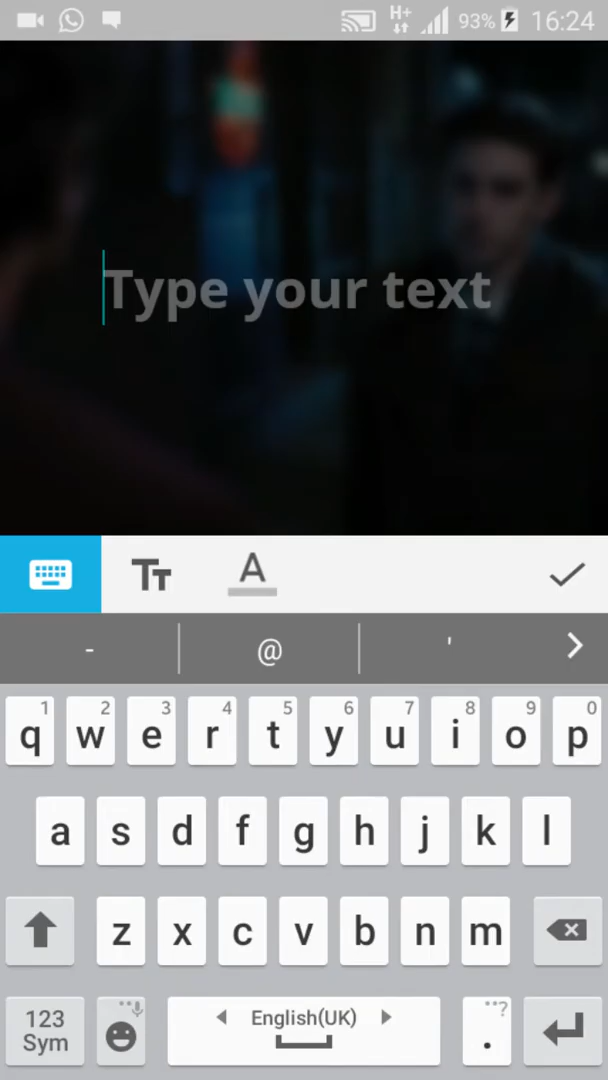 H+ 93% 16:24
Type your text
Tт A
- @ '
1 2 3 4 5 6 7 8 9 0
q w e r t y u i o p
a s d f g h j k l
z x c v b n m
123 Sym English(UK) . ?